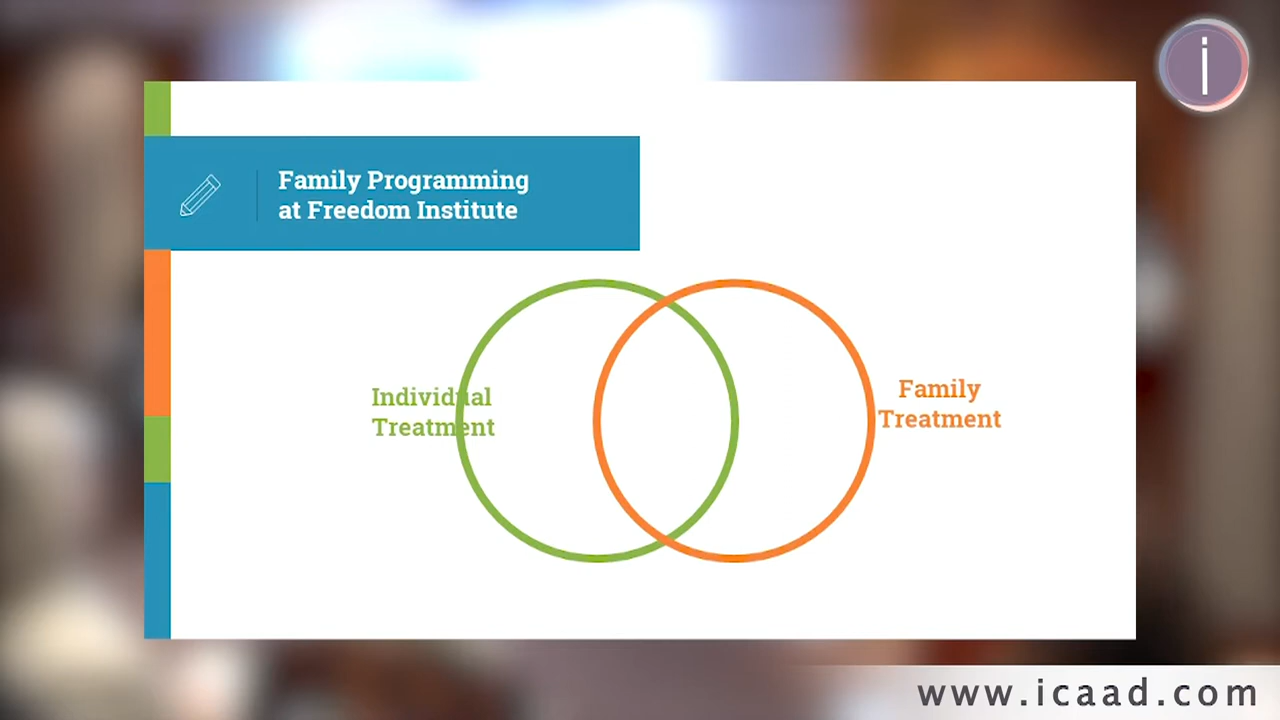 i
Family Programming
at Freedom Institute
Individual
Treatment
Family
Treatment
www.icaad.com